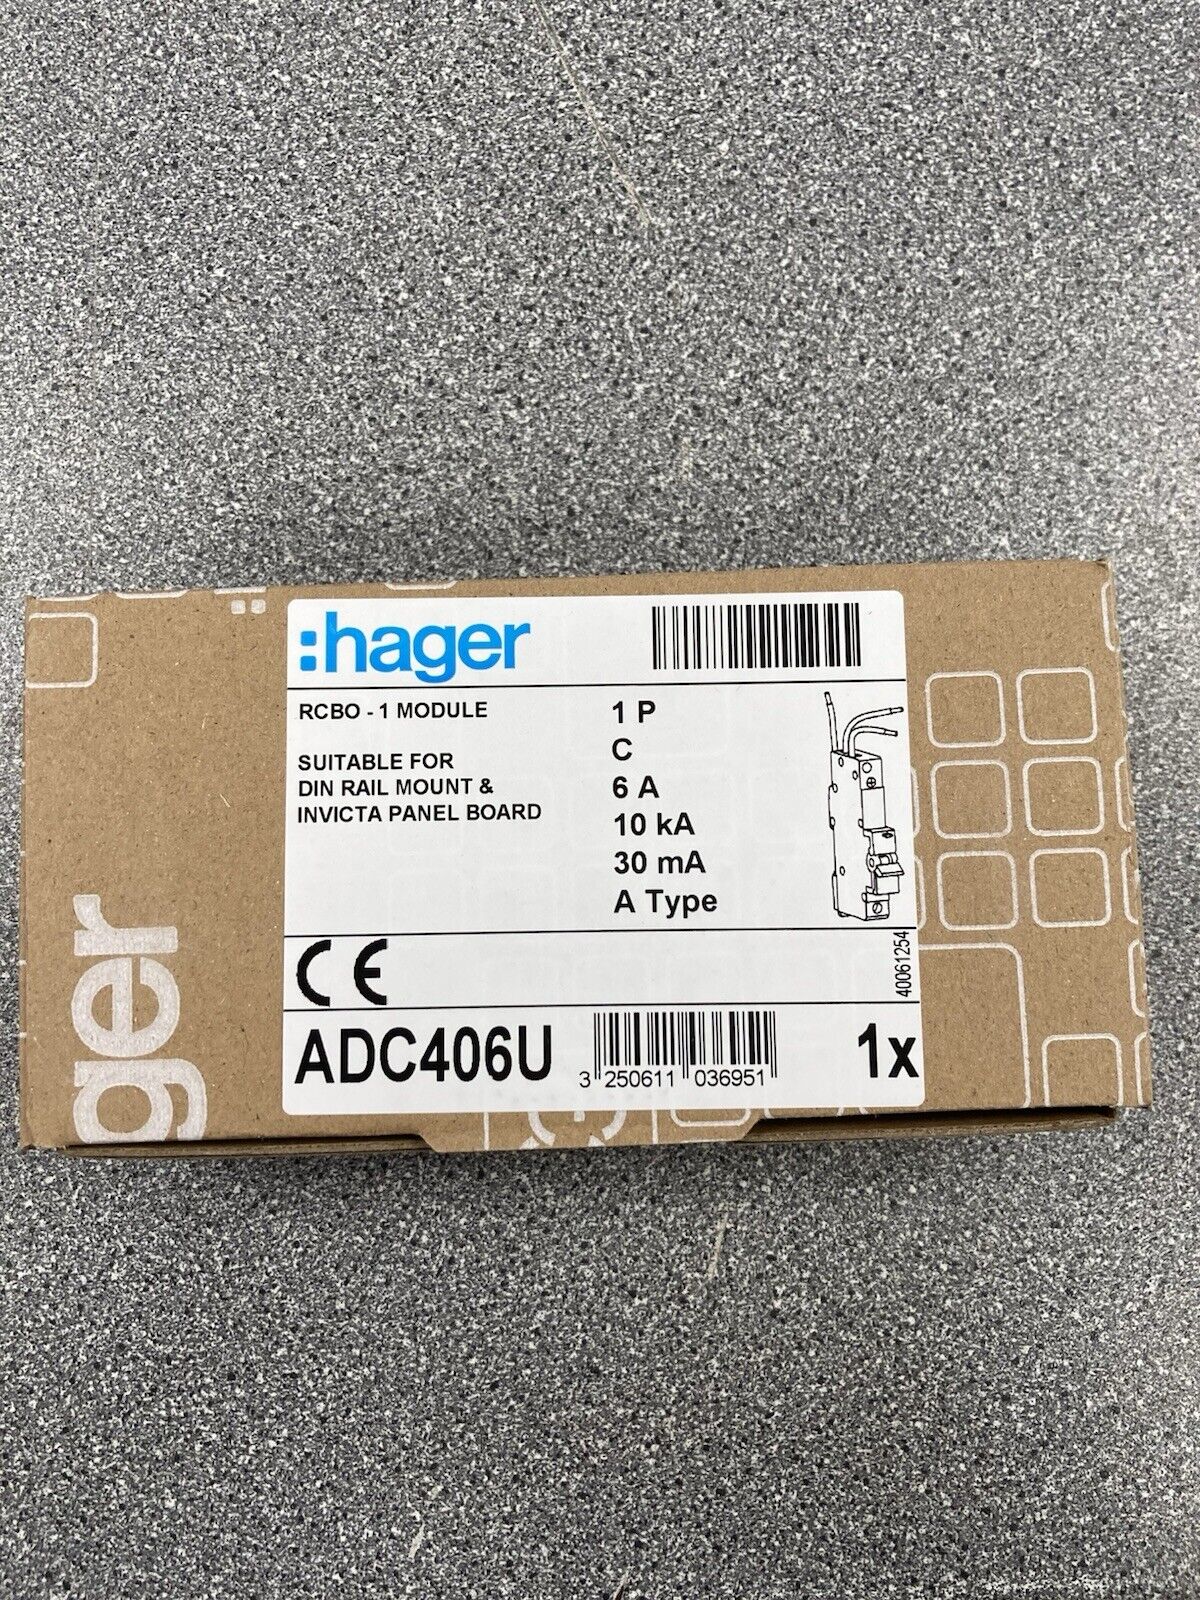 :hager
RCBO - 1 MODULE
SUITABLE FOR
DIN RAIL MOUNT &
INVICTA PANEL BOARD
1 P
C
6 A
10 kA
30 mA
A Type
40061254
CE
ADC406U
3 250611 036951
1x
ger